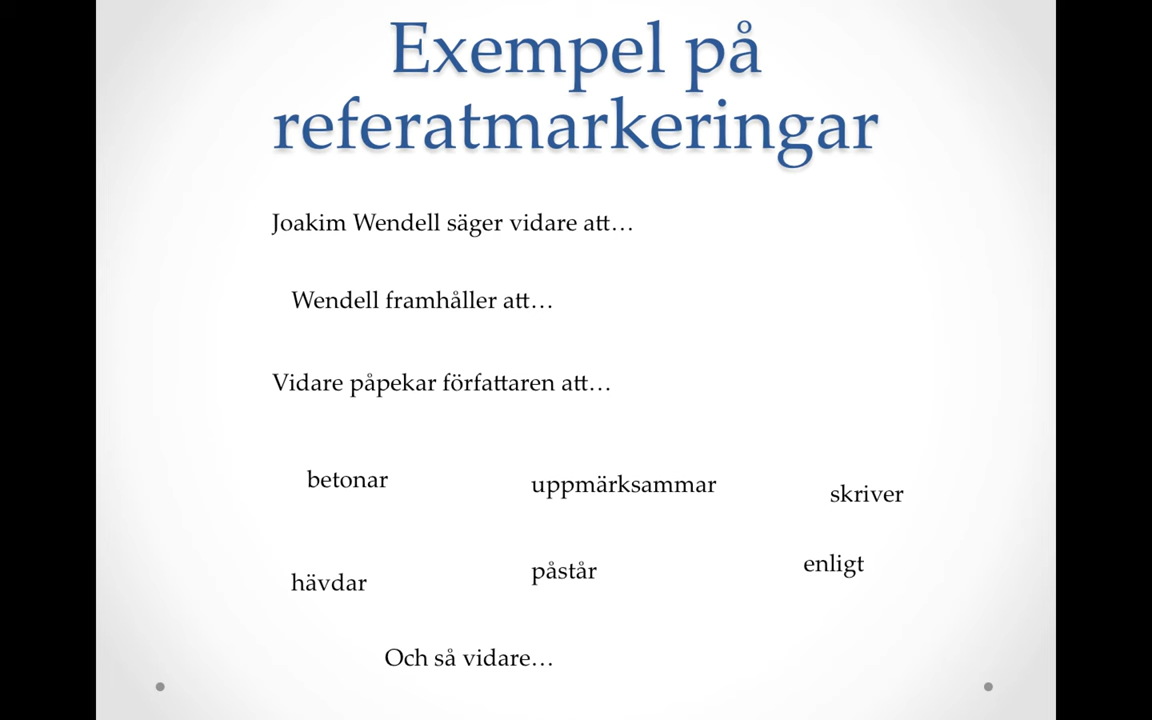 Exempel på
referatmarkeringar
Joakim Wendell säger vidare att…
Wendell framhåller att…
Vidare påpekar författaren att…
betonar
uppmärksammar
skriver
hävdar
påstår
enligt
Och så vidare…